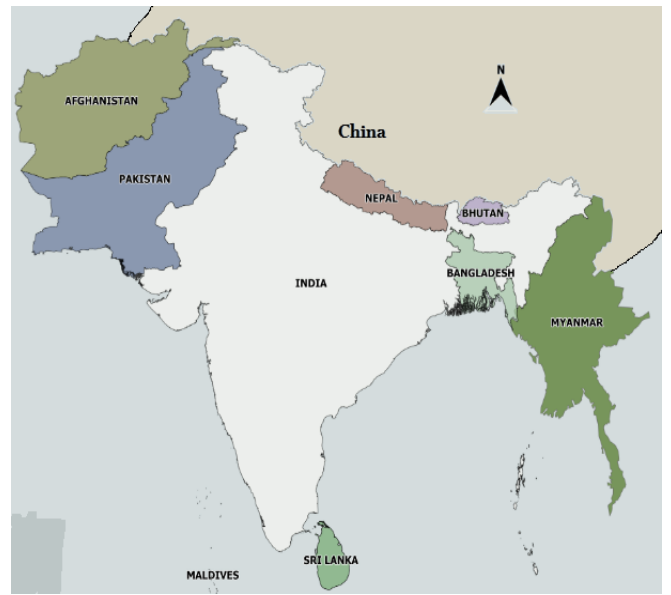 N
AFGHANISTAN
China
PAKISTAN
NEPAL
BHUTAN
BANGLADESH
INDIA
MYANMAR
SRI LANKA
MALDIVES